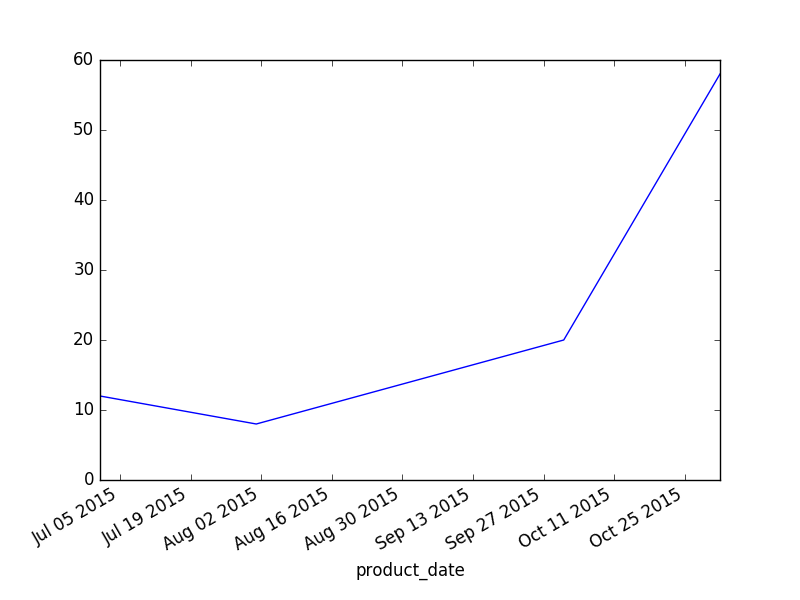 60
50
40
30
20
10
0
Jul 05 2015
Jul 19 2015
Aug 02 2015
Aug 16 2015
Aug 30 2015
Sep 13 2015
Sep 27 2015
Oct 11 2015
Oct 25 2015
product_date